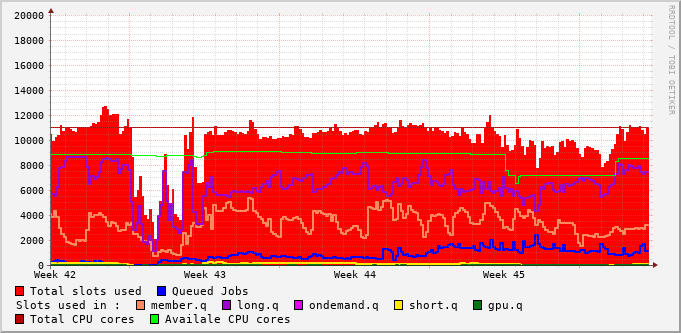 20000
18000
16000
14000
12000
10000
8000
6000
4000
2000
0
Week 42 Week 43 Week 44 Week 45
Total slots used Queued Jobs
Slots used in : member.q long.q ondemand.q short.q gpu.q
Total CPU cores Availale CPU cores
RRDTOOL / TOBI OETIKER